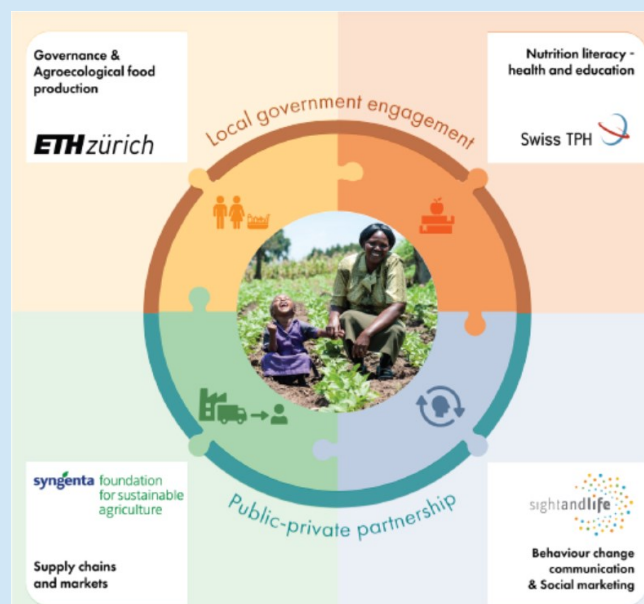 Governance &
Agroecological food
production
ETH zürich
Nutrition literacy -
health and education
Swiss TPH
Local government engagement
syngenta foundation
for sustainable
agriculture
Supply chains
and markets
Public-private partnership
sightandlife
Behaviour change
communication
& Social marketing